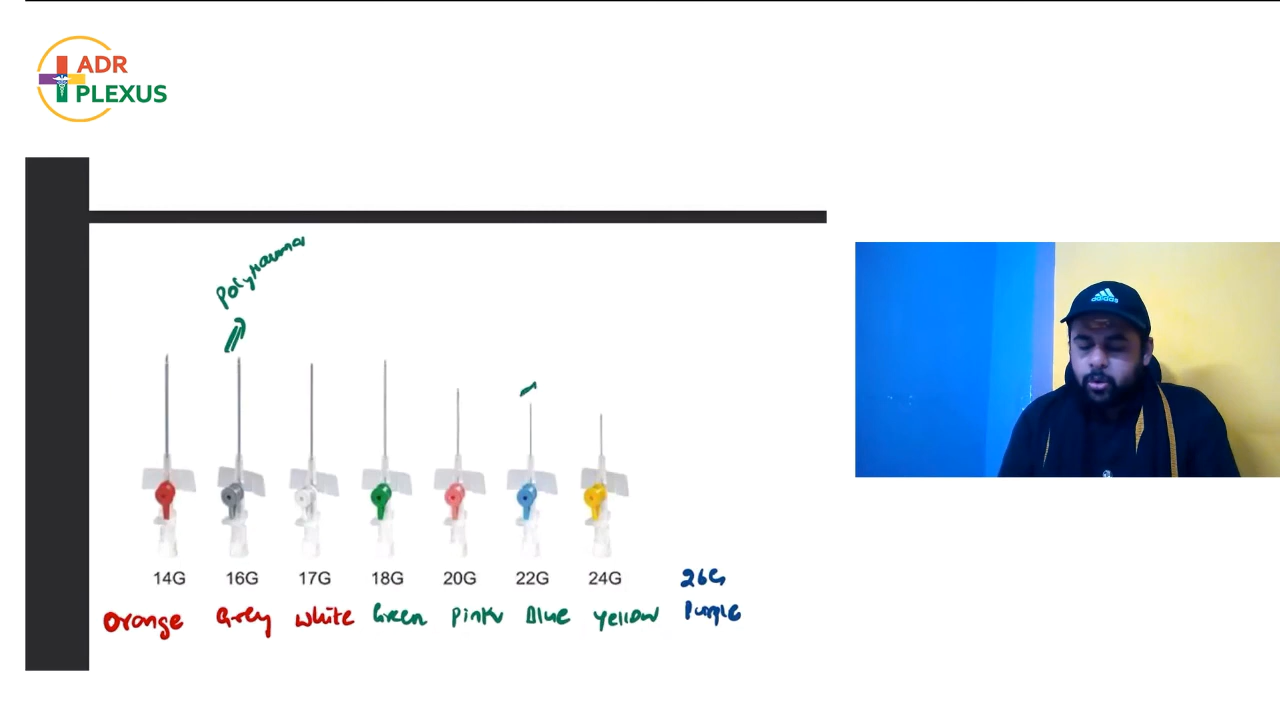 ADR
PLEXUS
Polytrauma
14G 16G 17G 18G 20G 22G 24G 26G
Orange Grey White Green Pink Blue Yellow Purple
adidas